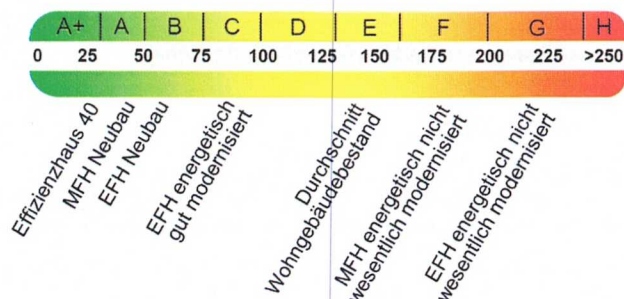 A+ A B C D E F G H
0 25 50 75 100 125 150 175 200 225 >250
Effizienzhaus 40
MFH Neubau
EFH Neubau
EFH energetisch
gut modernisiert
Durchschnitt
Wohngebäudebestand
MFH energetisch nicht
wesentlich modernisiert
EFH energetisch nicht
wesentlich modernisiert